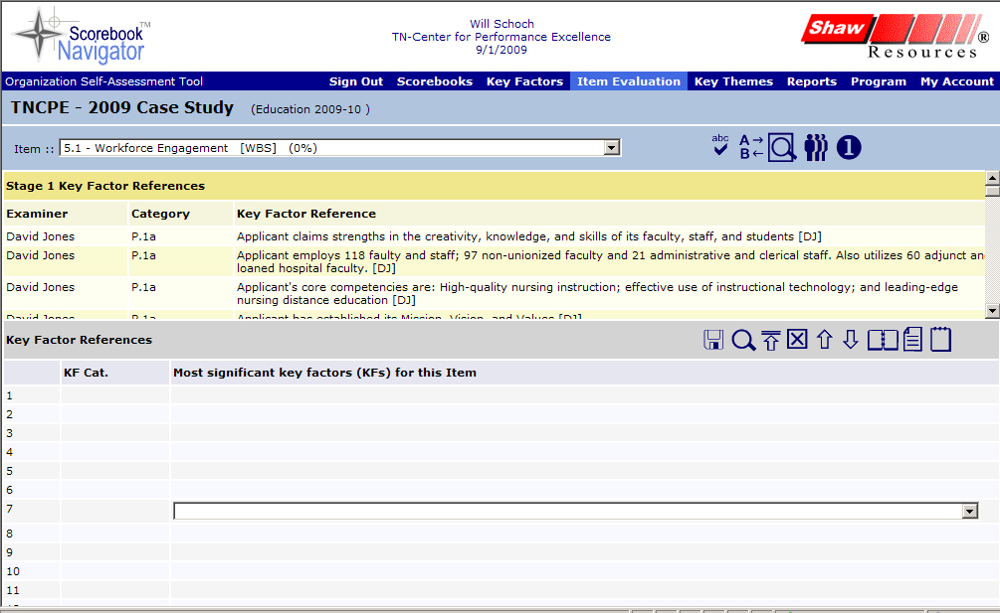 Scorebook™
Navigator
Will Schoch
TN-Center for Performance Excellence
9/1/2009
Shaw
Resources®
Organization Self-Assessment Tool
Sign Out Scorebooks Key Factors Item Evaluation Key Themes Reports Program My Account
TNCPE - 2009 Case Study (Education 2009-10 )
Item :: 5.1 - Workforce Engagement [WBS] (0%)
abc A B 1
Stage 1 Key Factor References
Examiner Category Key Factor Reference
David Jones P.1a Applicant claims strengths in the creativity, knowledge, and skills of its faculty, staff, and students [DJ]
David Jones P.1a Applicant employs 118 faulty and staff; 97 non-unionized faculty and 21 administrative and clerical staff. Also utilizes 60 adjunct an
loaned hospital faculty. [DJ]
David Jones P.1a Applicant's core competencies are: High-quality nursing instruction; effective use of instructional technology; and leading-edge
nursing distance education [DJ]
David Jones P.1a Applicant has established its Mission, Vision, and Values [DJ]
Key Factor References
KF Cat. Most significant key factors (KFs) for this Item
1
2
3
4
5
6
7
8
9
10
11